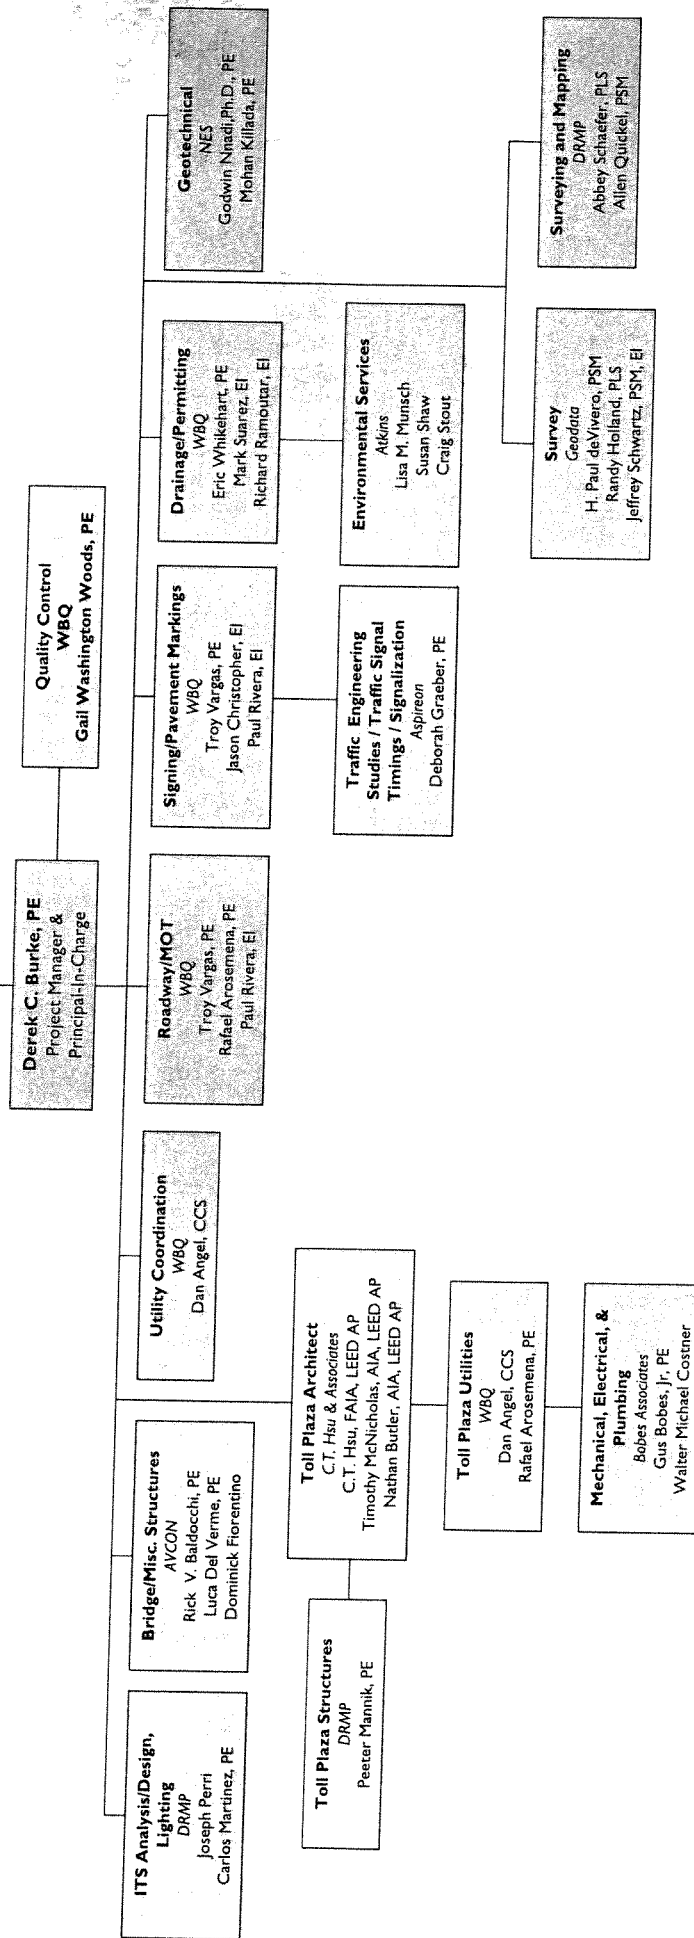 Derek C. Burke, PE
Project Manager &
Principal-In-Charge
Quality Control
WBQ
Gail Washington Woods, PE
ITS Analysis/Design,
Lighting
DRMP
Joseph Perri
Carlos Martinez, PE
Bridge/Misc. Structures
AVCON
Rick V. Baldocchi, PE
Luca Del Verme, PE
Dominick Fiorentino
Utility Coordination
WBQ
Dan Angel, CCS
Roadway/MOT
WBQ
Troy Vargas, PE
Rafael Arosemena, PE
Paul Rivera, EI
Signing/Pavement Markings
WBQ
Troy Vargas, PE
Jason Christopher, EI
Paul Rivera, EI
Drainage/Permitting
WBQ
Eric Whikehart, PE
Mark Suarez, EI
Richard Ramoutar, EI
Geotechnical
NES
Godwin Nnadi,Ph.D., PE
Mohan Killada, PE
Toll Plaza Structures
DRMP
Peeter Mannik, PE
Toll Plaza Architect
C.T. Hsu & Associates
C.T. Hsu, FAIA, LEED AP
Timothy McNicholas, AIA, LEED AP
Nathan Butler, AIA, LEED AP
Traffic Engineering
Studies / Traffic Signal
Timings / Signalization
Aspireon
Deborah Graeber, PE
Environmental Services
Atkins
Lisa M. Munsch
Susan Shaw
Craig Stout
Toll Plaza Utilities
WBQ
Dan Angel, CCS
Rafael Arosemena, PE
Survey
Geodata
H. Paul deVivero, PSM
Randy Holland, PLS
Jeffrey Schwartz, PSM, EI
Surveying and Mapping
DRMP
Abbey Schaefer, PLS
Allen Quickel, PSM
Mechanical, Electrical, &
Plumbing
Bobes Associates
Gus Bobes, Jr, PE
Walter Michael Costner